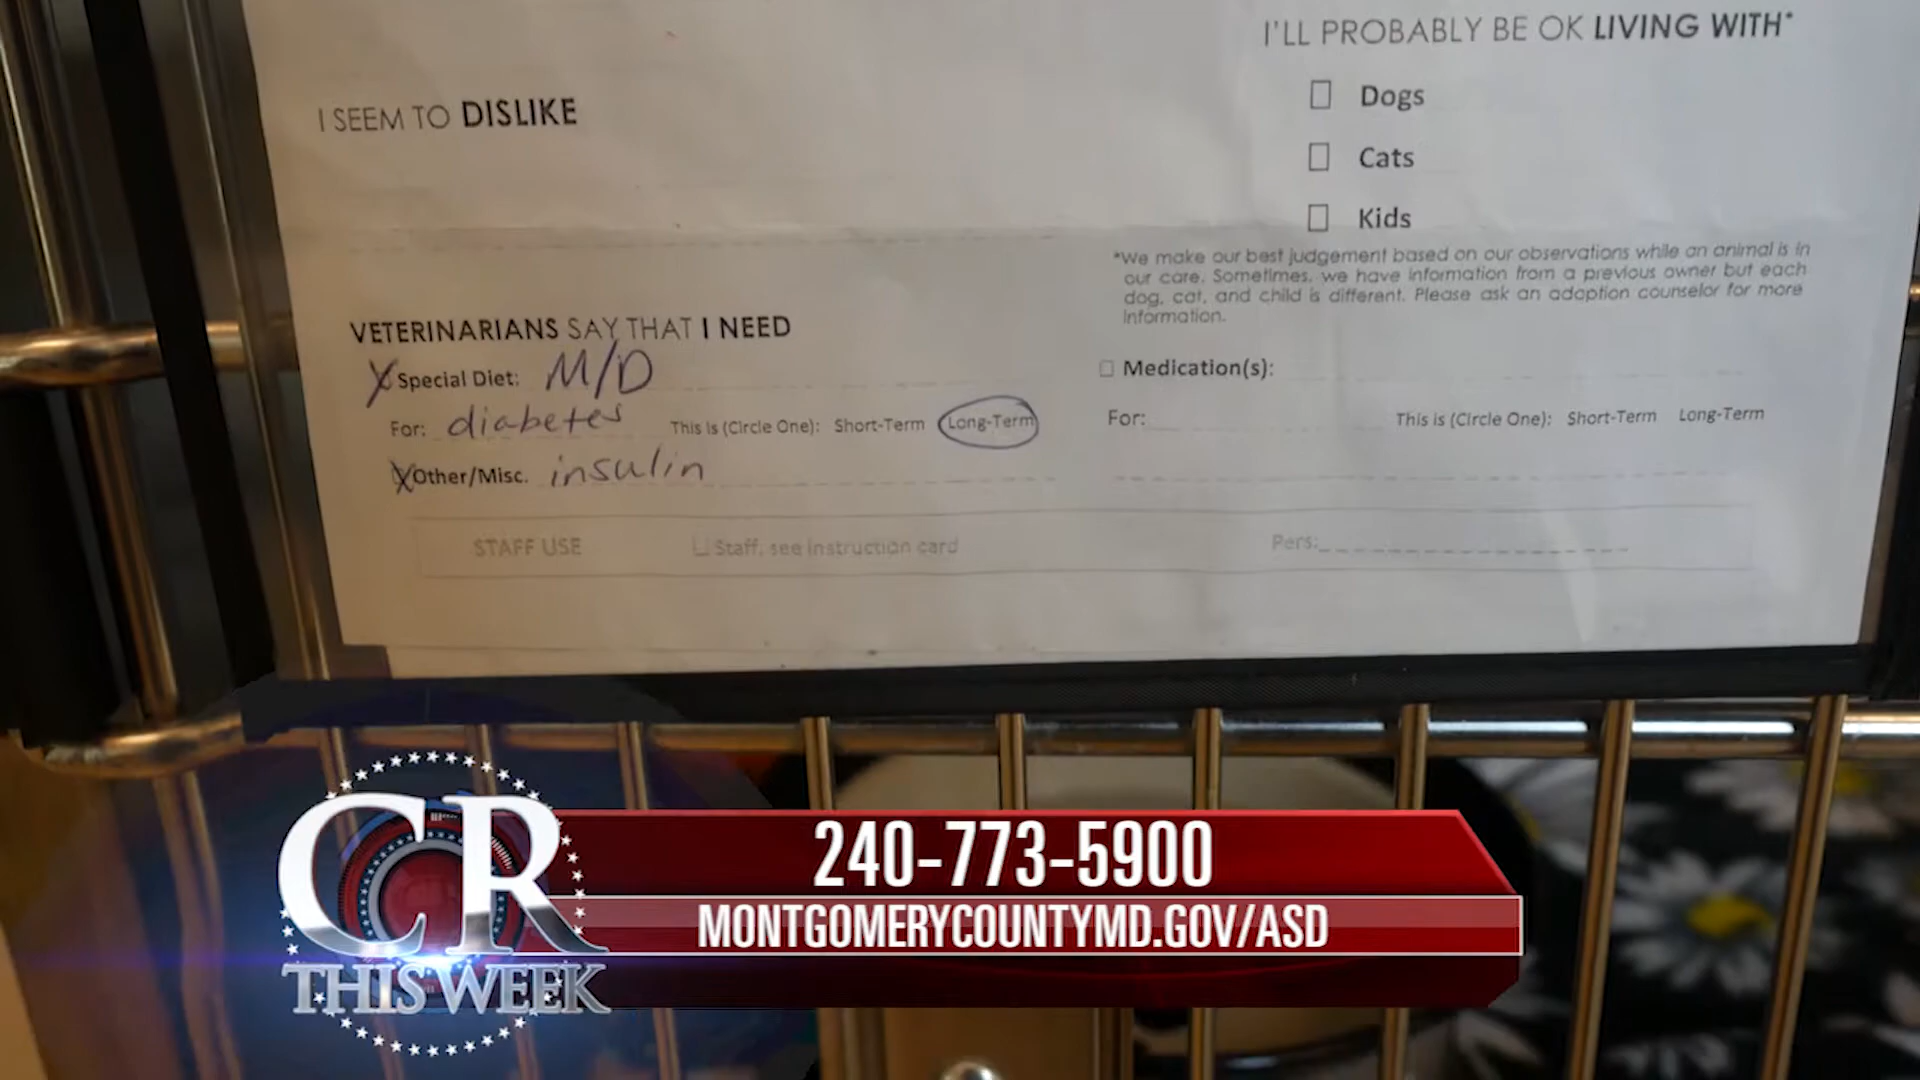 I'LL PROBABLY BE OK LIVING WITH*
Dogs
Cats
Kids
*We make our best judgement based on our observations while an animal is in
our care. Sometimes, we have information from a previous owner but each
dog, cat, and child is different. Please ask an adoption counselor for more
information.
I SEEM TO DISLIKE
VETERINARIANS SAY THAT I NEED
X Special Diet: M/D
For: diabetes This is (Circle One): Short-Term Long-Term
X Other/Misc. insulin
Medication(s):
For: This is (Circle One): Short-Term Long-Term
STAFF USE Staff, see instruction card Pers:
CR
THIS WEEK
240-773-5900
MONTGOMERYCOUNTYMD.GOV/ASD